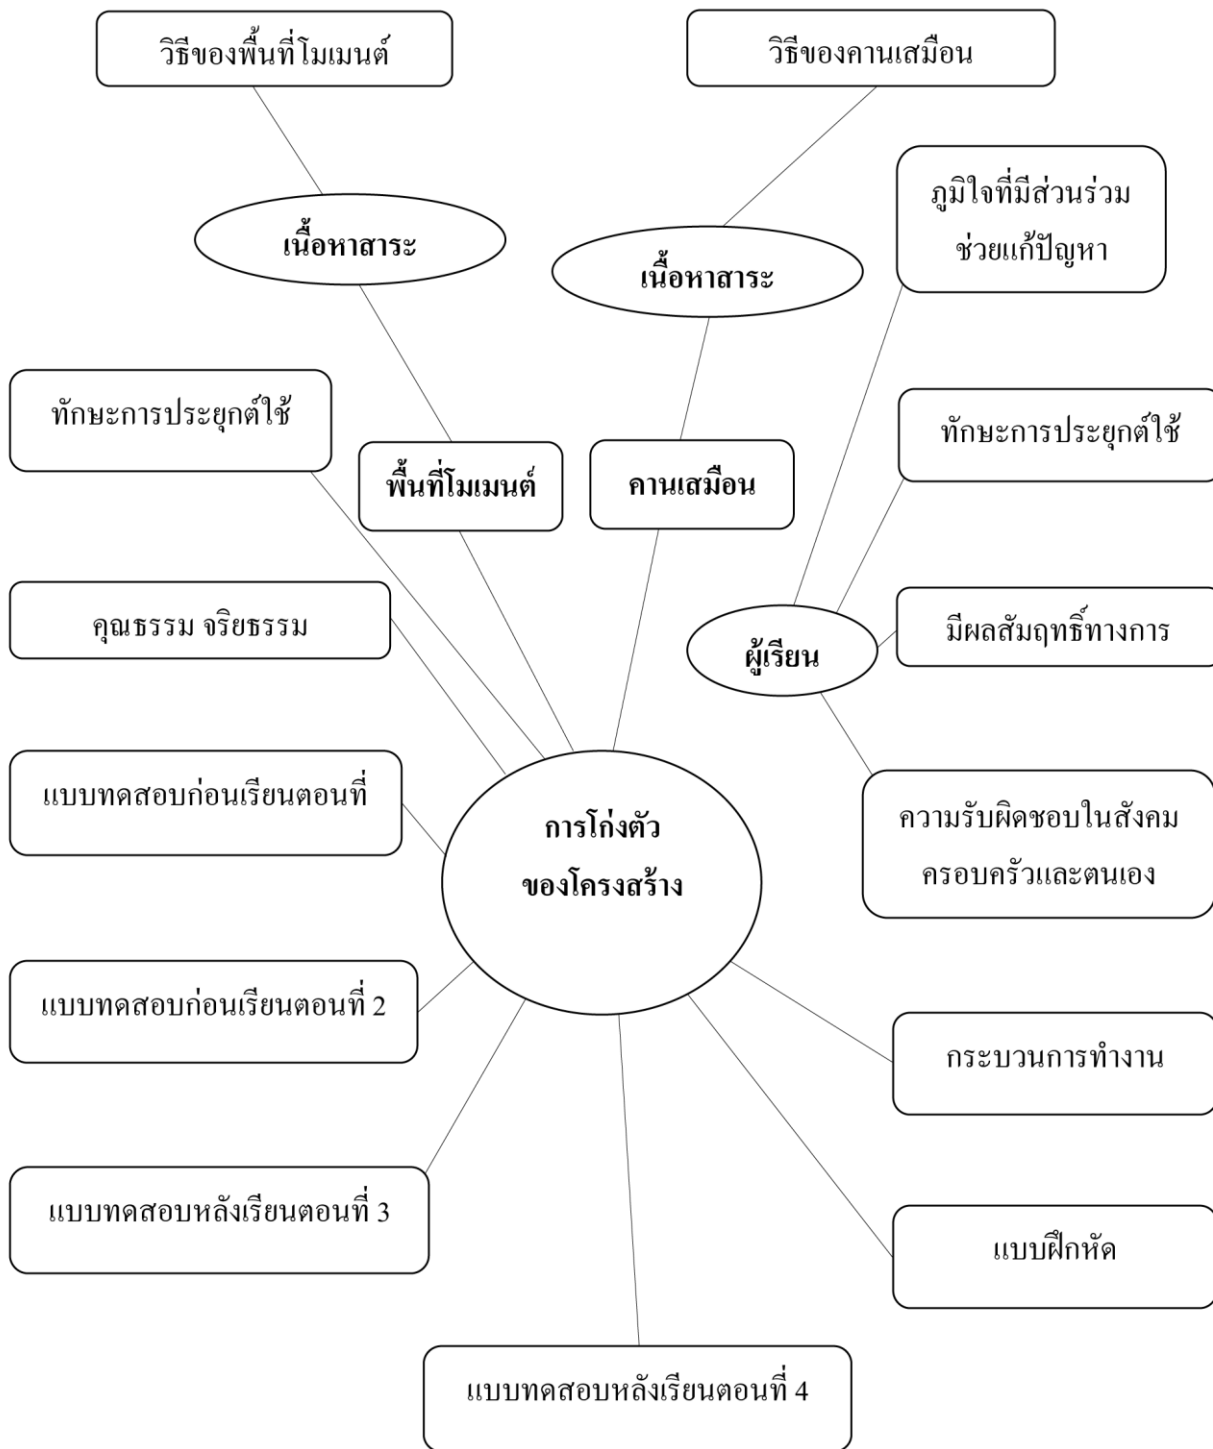 วิธีของพื้นที่โมเมนต์
วิธีของคานเสมือน
ภูมิใจที่มีส่วนร่วม
ช่วยแก้ปัญหา
เนื้อหาสาระ
เนื้อหาสาระ
ทักษะการประยุกต์ใช้
ทักษะการประยุกต์ใช้
พื้นที่โมเมนต์
คานเสมือน
คุณธรรม จริยธรรม
ผู้เรียน
มีผลสัมฤทธิ์ทางการ
แบบทดสอบก่อนเรียนตอนที่
การโก่งตัว
ของโครงสร้าง
ความรับผิดชอบในสังคม
ครอบครัวและตนเอง
แบบทดสอบก่อนเรียนตอนที่ 2
กระบวนการทำงาน
แบบทดสอบหลังเรียนตอนที่ 3
แบบฝึกหัด
แบบทดสอบหลังเรียนตอนที่ 4